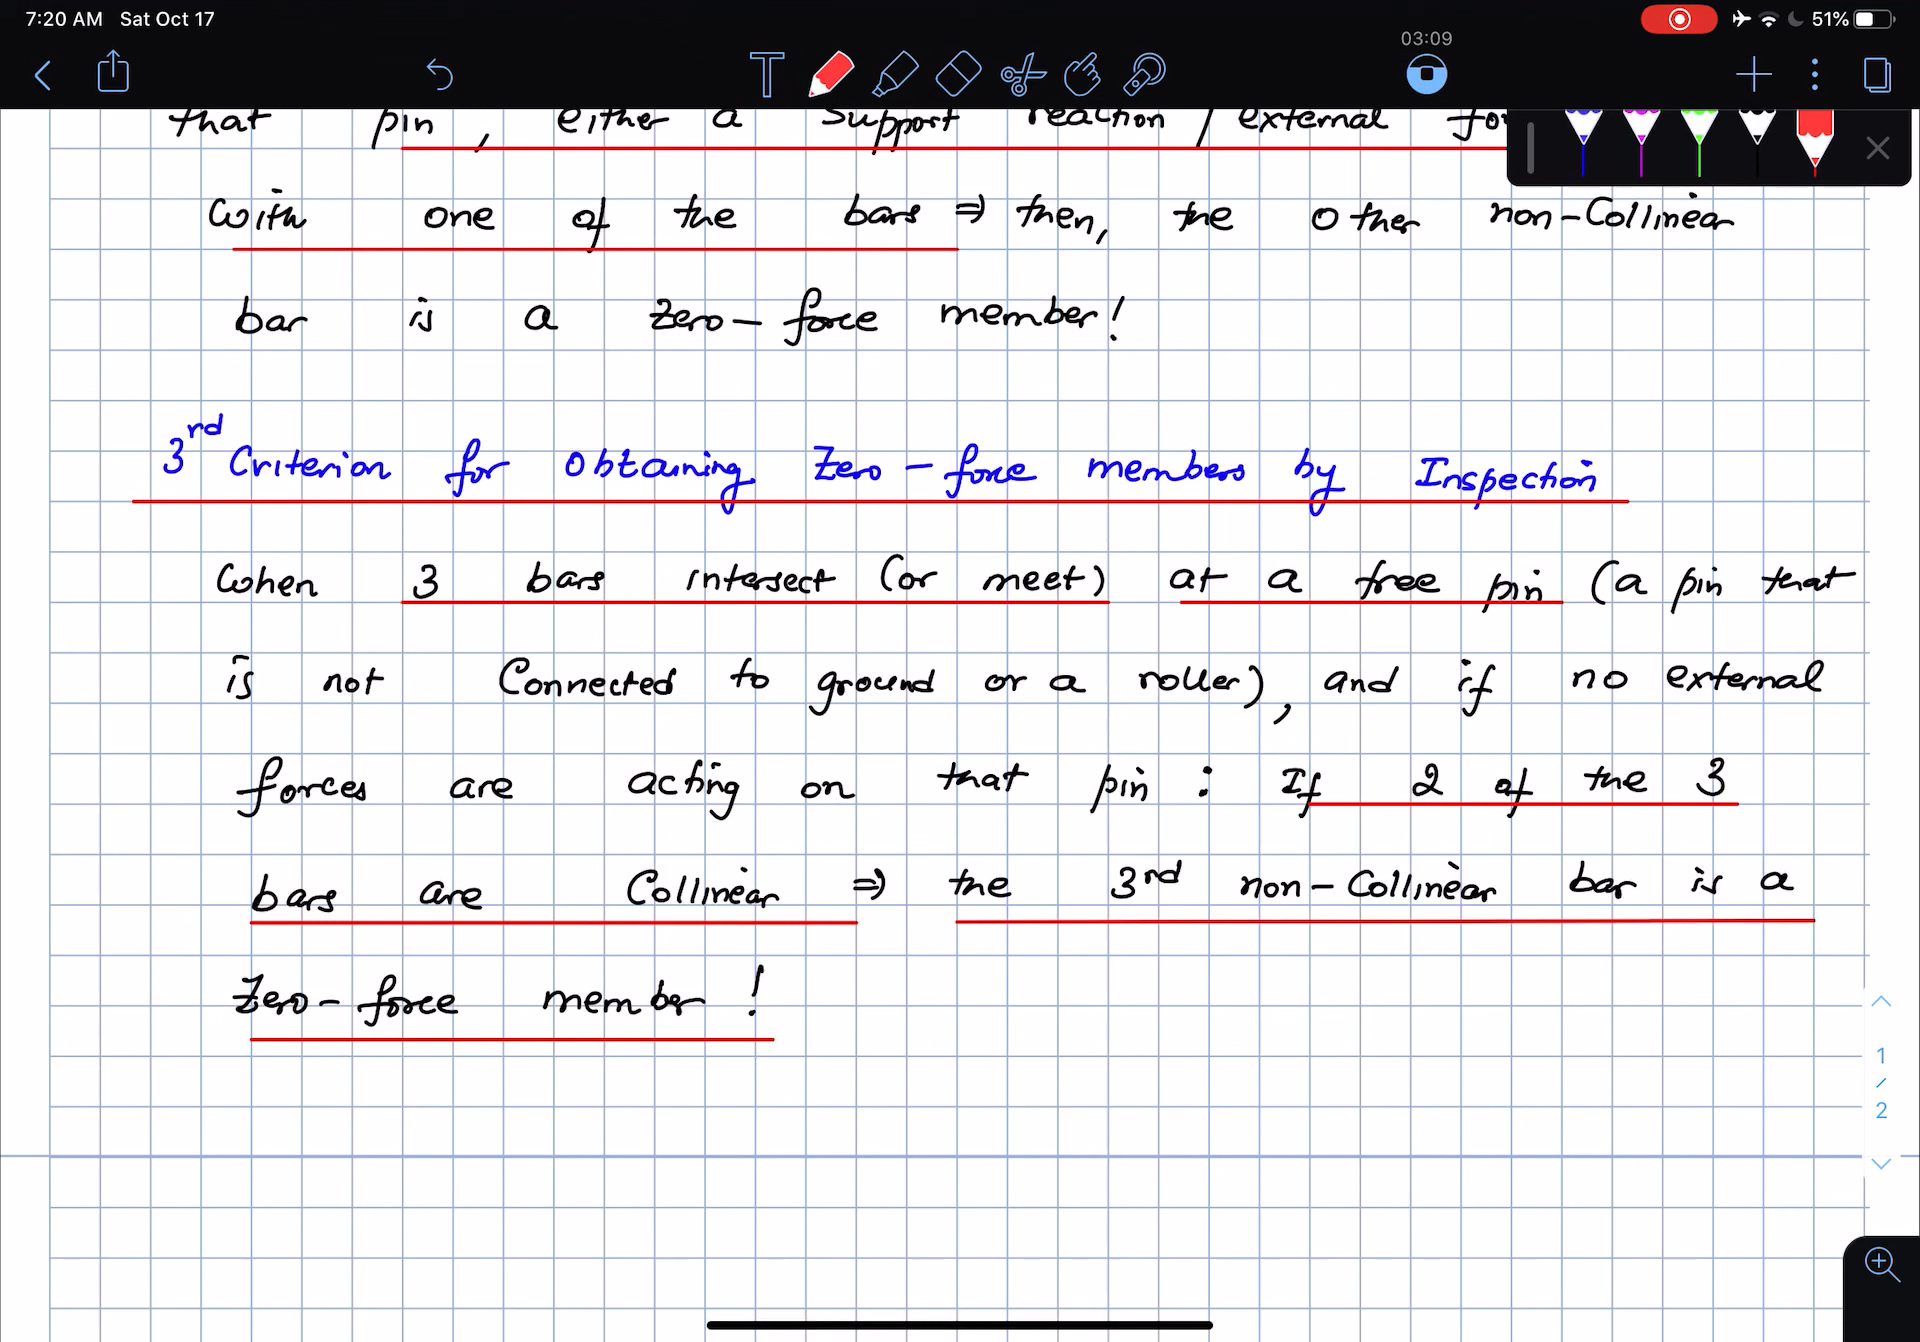 7:20 AM Sat Oct 17
51%
03:09
that pin, either a support reaction / external
with one of the bars ⇒ then, the other non-Collinear
bar is a Zero-force member!
3rd Criterion for Obtaining Zero-force members by Inspection
When 3 bars intersect (or meet) at a free pin (a pin that
is not Connected to ground or a roller), and if no external
forces are acting on that pin : If 2 of the 3
bars are Collinear ⇒ the 3rd non-Collinear bar is a
Zero-force member !
1
/
2